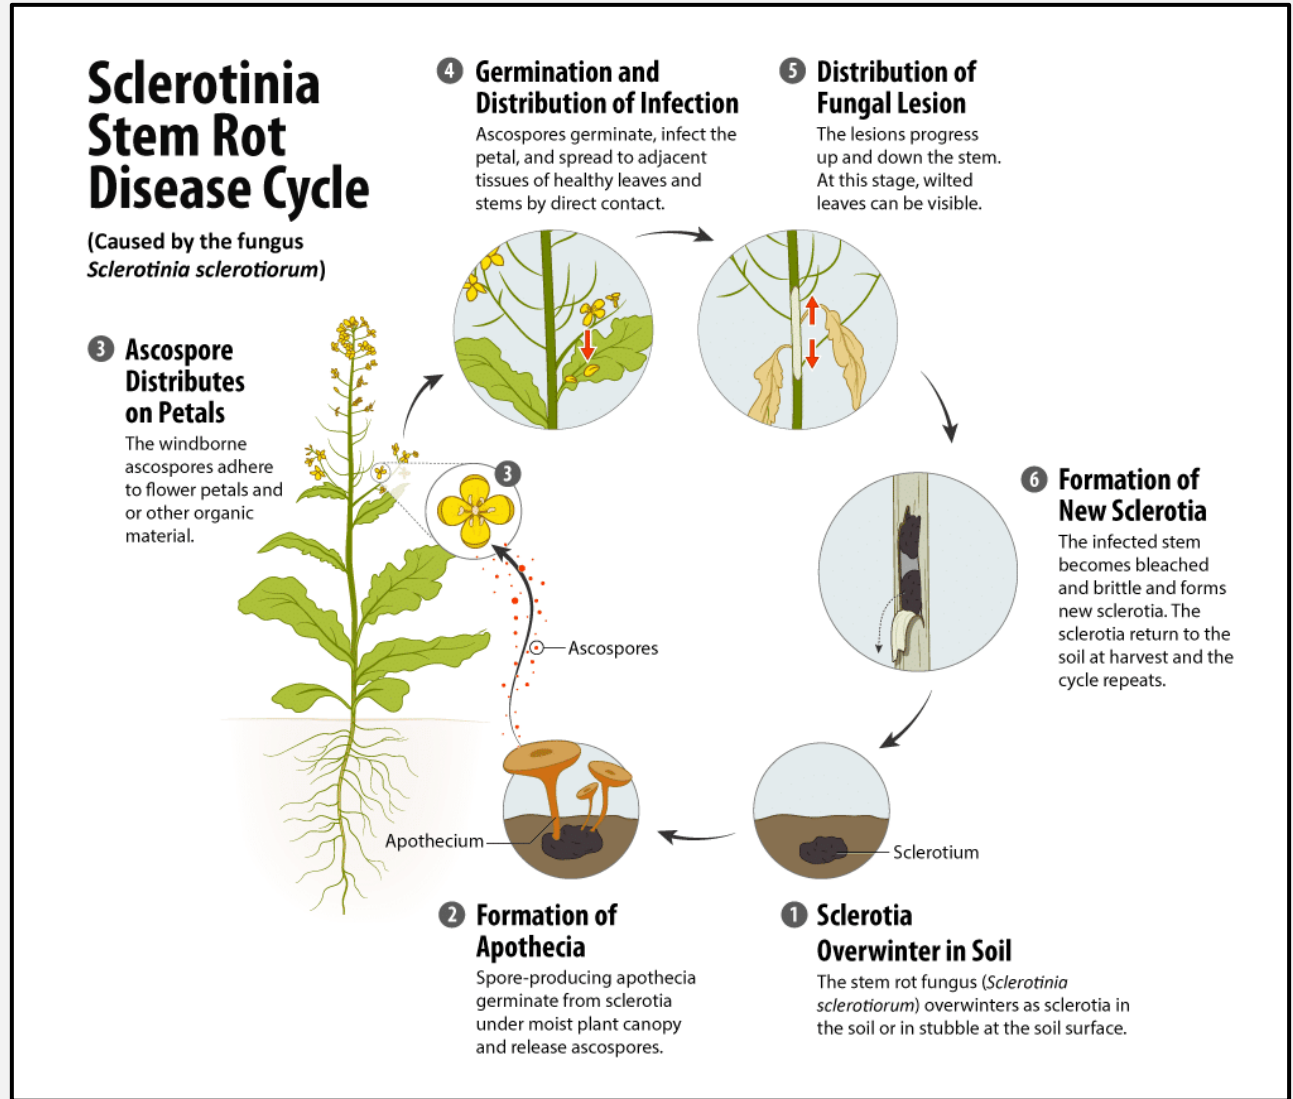 Sclerotinia
Stem Rot
Disease Cycle
(Caused by the fungus
Sclerotinia sclerotiorum)
3 Ascospore
Distributes
on Petals
The windborne
ascospores adhere
to flower petals and
or other organic
material.
4 Germination and
Distribution of Infection
Ascospores germinate, infect the
petal, and spread to adjacent
tissues of healthy leaves and
stems by direct contact.
5 Distribution of
Fungal Lesion
The lesions progress
up and down the stem.
At this stage, wilted
leaves can be visible.
3
6 Formation of
New Sclerotia
The infected stem
becomes bleached
and brittle and forms
new sclerotia. The
sclerotia return to the
soil at harvest and the
cycle repeats.
Ascospores
Apothecium
Sclerotium
2 Formation of
Apothecia
Spore-producing apothecia
germinate from sclerotia
under moist plant canopy
and release ascospores.
1 Sclerotia
Overwinter in Soil
The stem rot fungus (Sclerotinia
sclerotiorum) overwinters as sclerotia in
the soil or in stubble at the soil surface.